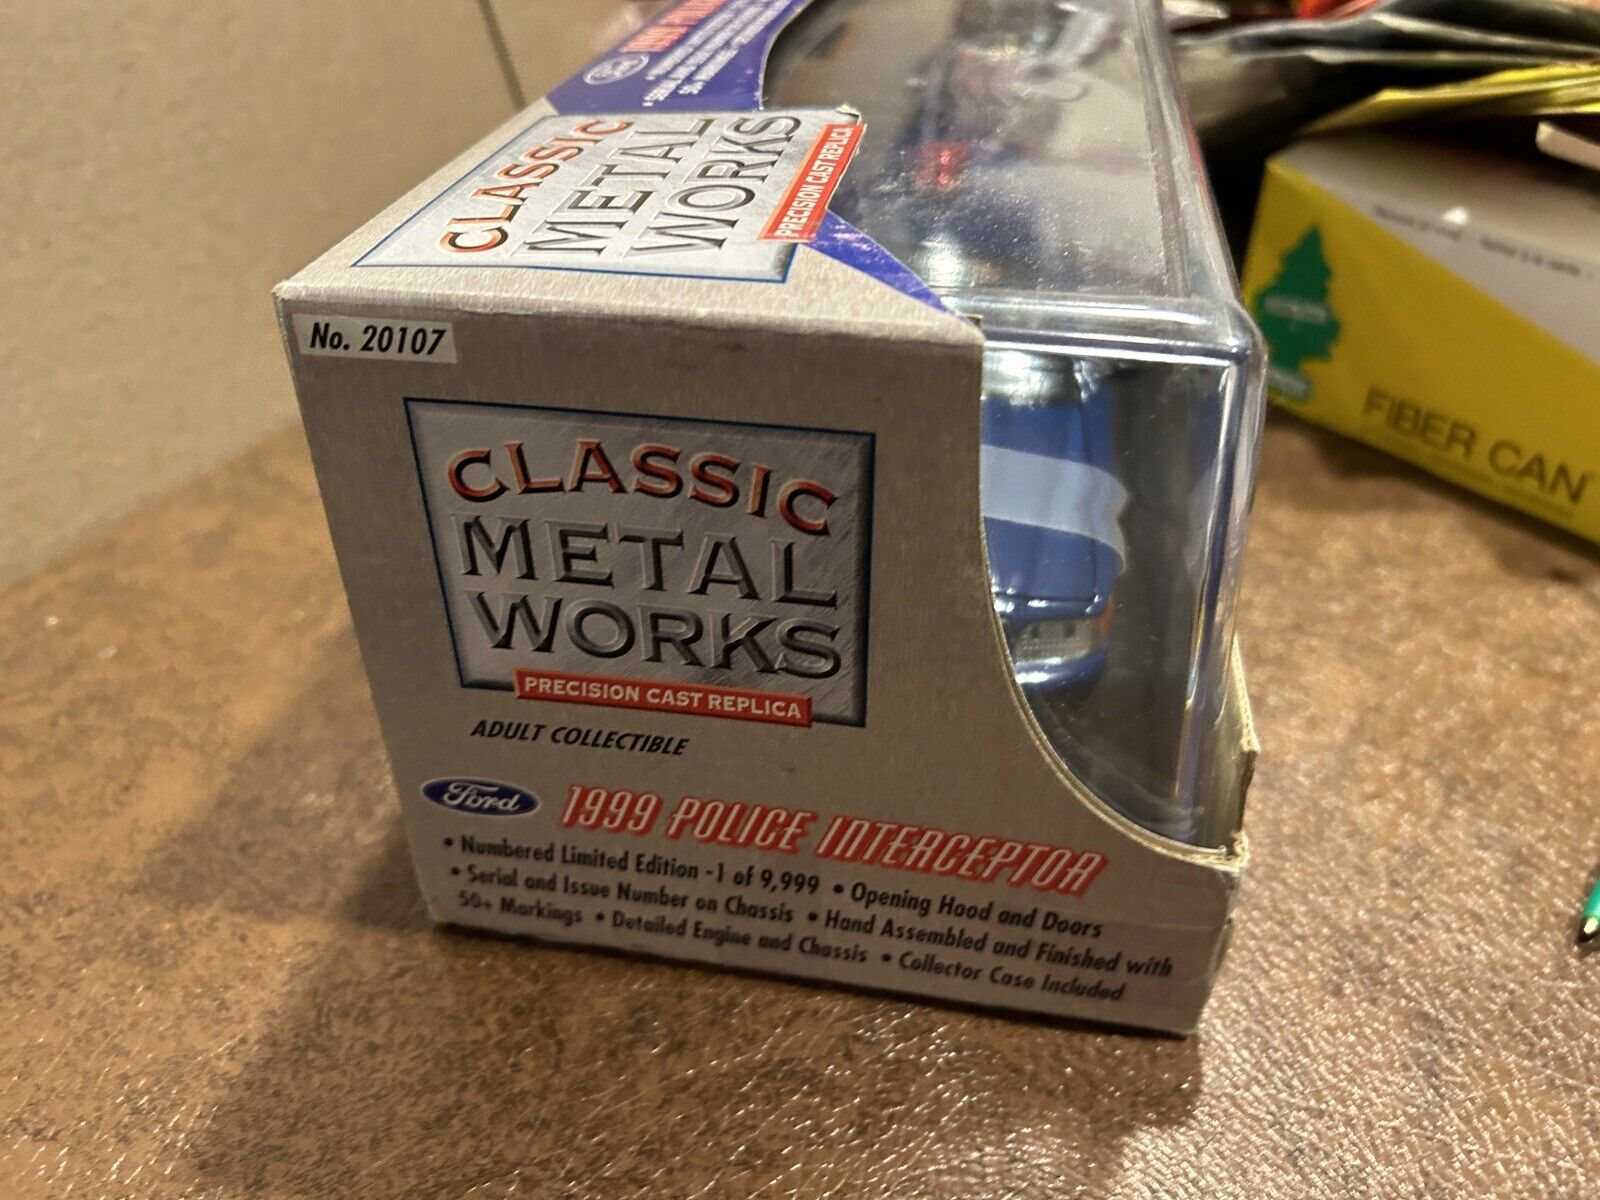 CLASSIC
METAL
WORKS
PRECISION CAST REPLICA
No. 20107
CLASSIC
METAL
WORKS
PRECISION CAST REPLICA
ADULT COLLECTIBLE
Ford 1999 POLICE INTERCEPTOR
• Numbered Limited Edition -1 of 9,999 • Opening Hood and Doors
• Serial and Issue Number on Chassis • Hand Assembled and Finished with
50+ Markings • Detailed Engine and Chassis • Collector Case Included
FIBER CAN